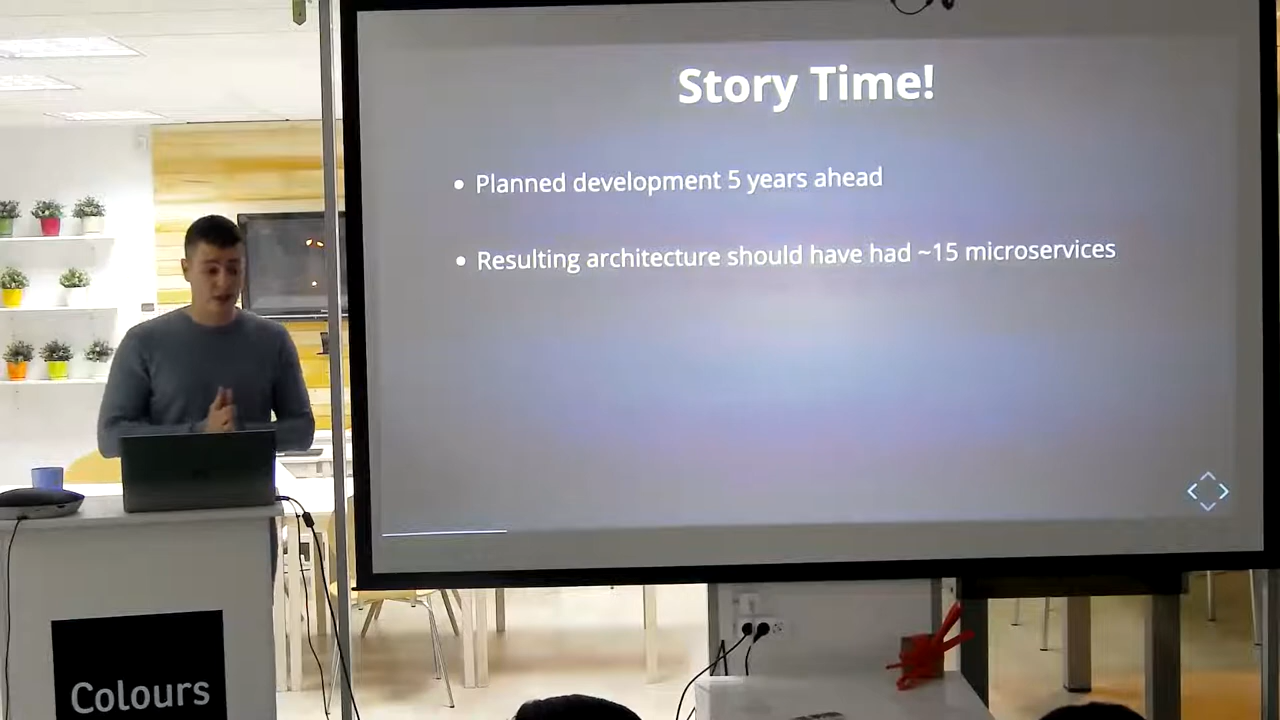 Story Time!
Planned development 5 years ahead
Resulting architecture should have had ~15 microservices
Colours